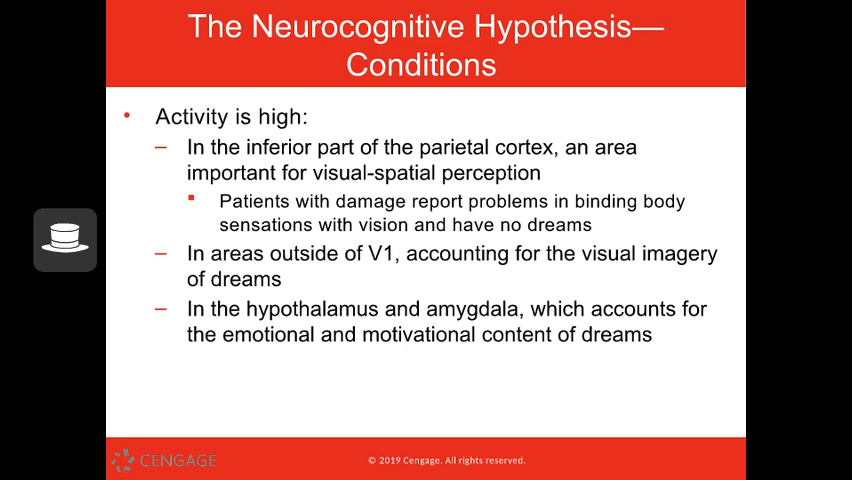 The Neurocognitive Hypothesis—
Conditions
• Activity is high:
– In the inferior part of the parietal cortex, an area
important for visual-spatial perception
▪ Patients with damage report problems in binding body
sensations with vision and have no dreams
– In areas outside of V1, accounting for the visual imagery
of dreams
– In the hypothalamus and amygdala, which accounts for
the emotional and motivational content of dreams
CENGAGE
© 2019 Cengage. All rights reserved.